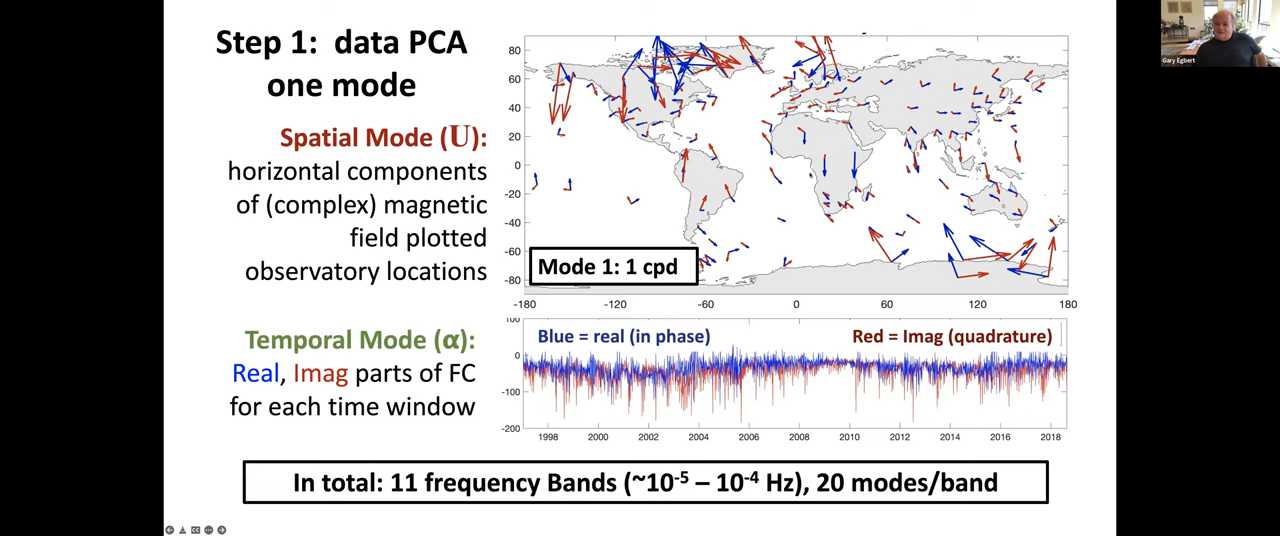 Step 1: data PCA
one mode
Spatial Mode (U):
horizontal components
of (complex) magnetic
field plotted
observatory locations
Temporal Mode (α):
Real, Imag parts of FC
for each time window
80
60
40
20
0
-20
-40
-60
-80
Mode 1: 1 cpd
-180 -120 -60 0 60 120 180
100
0
-100
-200
Blue = real (in phase) Red = Imag (quadrature)
1998 2000 2002 2004 2006 2008 2010 2012 2014 2016 2018
In total: 11 frequency Bands (~10⁻⁵ – 10⁻⁴ Hz), 20 modes/band
Gary Egbert